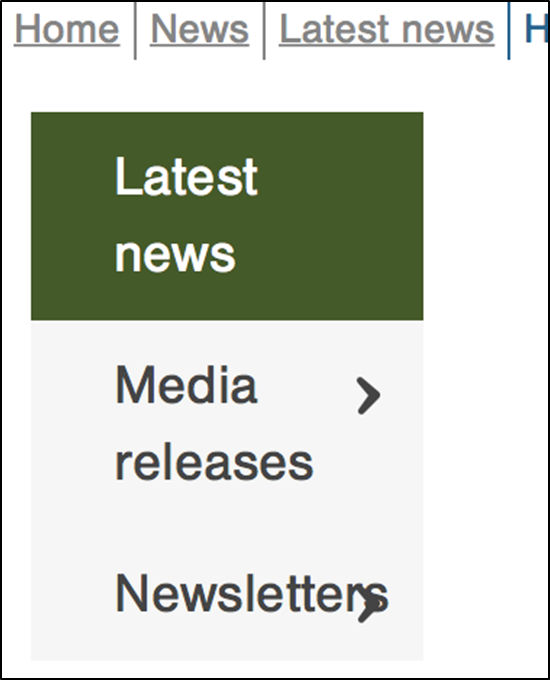 Home | News | Latest news | H
Latest
news
Media
releases
Newsletters